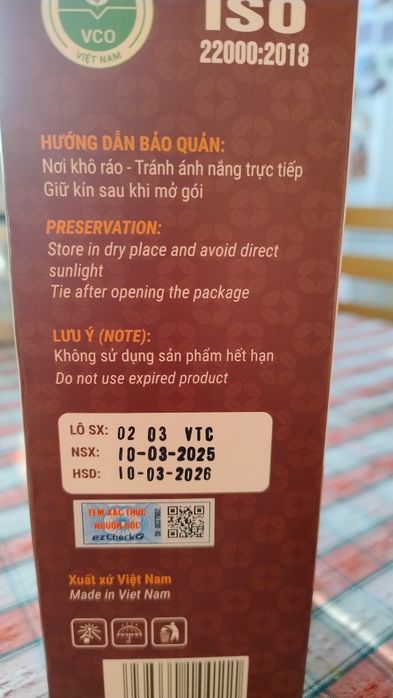 VCO
VIỆT NAM
ISO
22000:2018
HƯỚNG DẪN BẢO QUẢN:
Nơi khô ráo - Tránh ánh nắng trực tiếp
Giữ kín sau khi mở gói
PRESERVATION:
Store in dry place and avoid direct
sunlight
Tie after opening the package
LƯU Ý (NOTE):
Không sử dụng sản phẩm hết hạn
Do not use expired product
LÔ SX: 02 03 VTC
NSX: 10-03-2025
HSD: 10-03-2026
TEM XÁC THỰC
NGUỒN GỐC
ezCheck
Xuất xứ Việt Nam
Made in Viet Nam